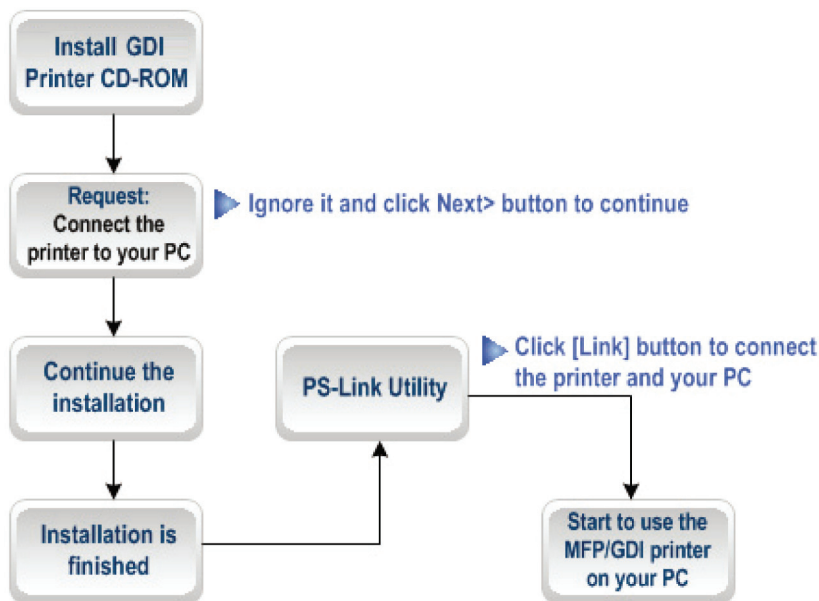 Install GDI
Printer CD-ROM
Request:
Connect the
printer to your PC
Ignore it and click Next> button to continue
Continue the
installation
Installation is
finished
PS-Link Utility
Click [Link] button to connect
the printer and your PC
Start to use the
MFP/GDI printer
on your PC